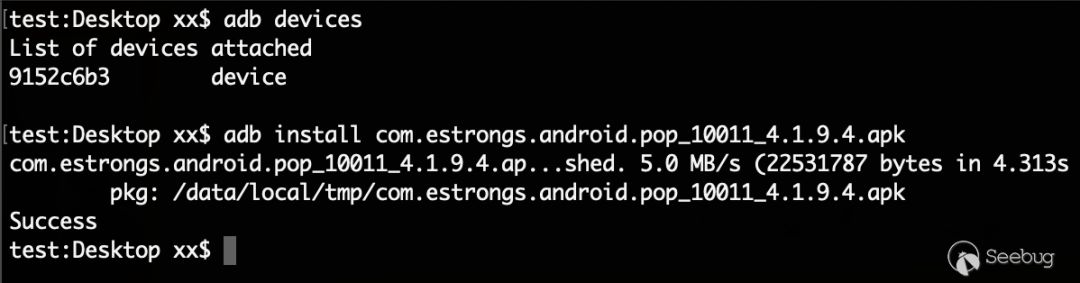 [test:Desktop xx$ adb devices
List of devices attached
9152c6b3        device
[test:Desktop xx$ adb install com.estrongs.android.pop_10011_4.1.9.4.apk
com.estrongs.android.pop_10011_4.1.9.4.ap...shed. 5.0 MB/s (22531787 bytes in 4.313s
        pkg: /data/local/tmp/com.estrongs.android.pop_10011_4.1.9.4.apk
Success
test:Desktop xx$
Seebug